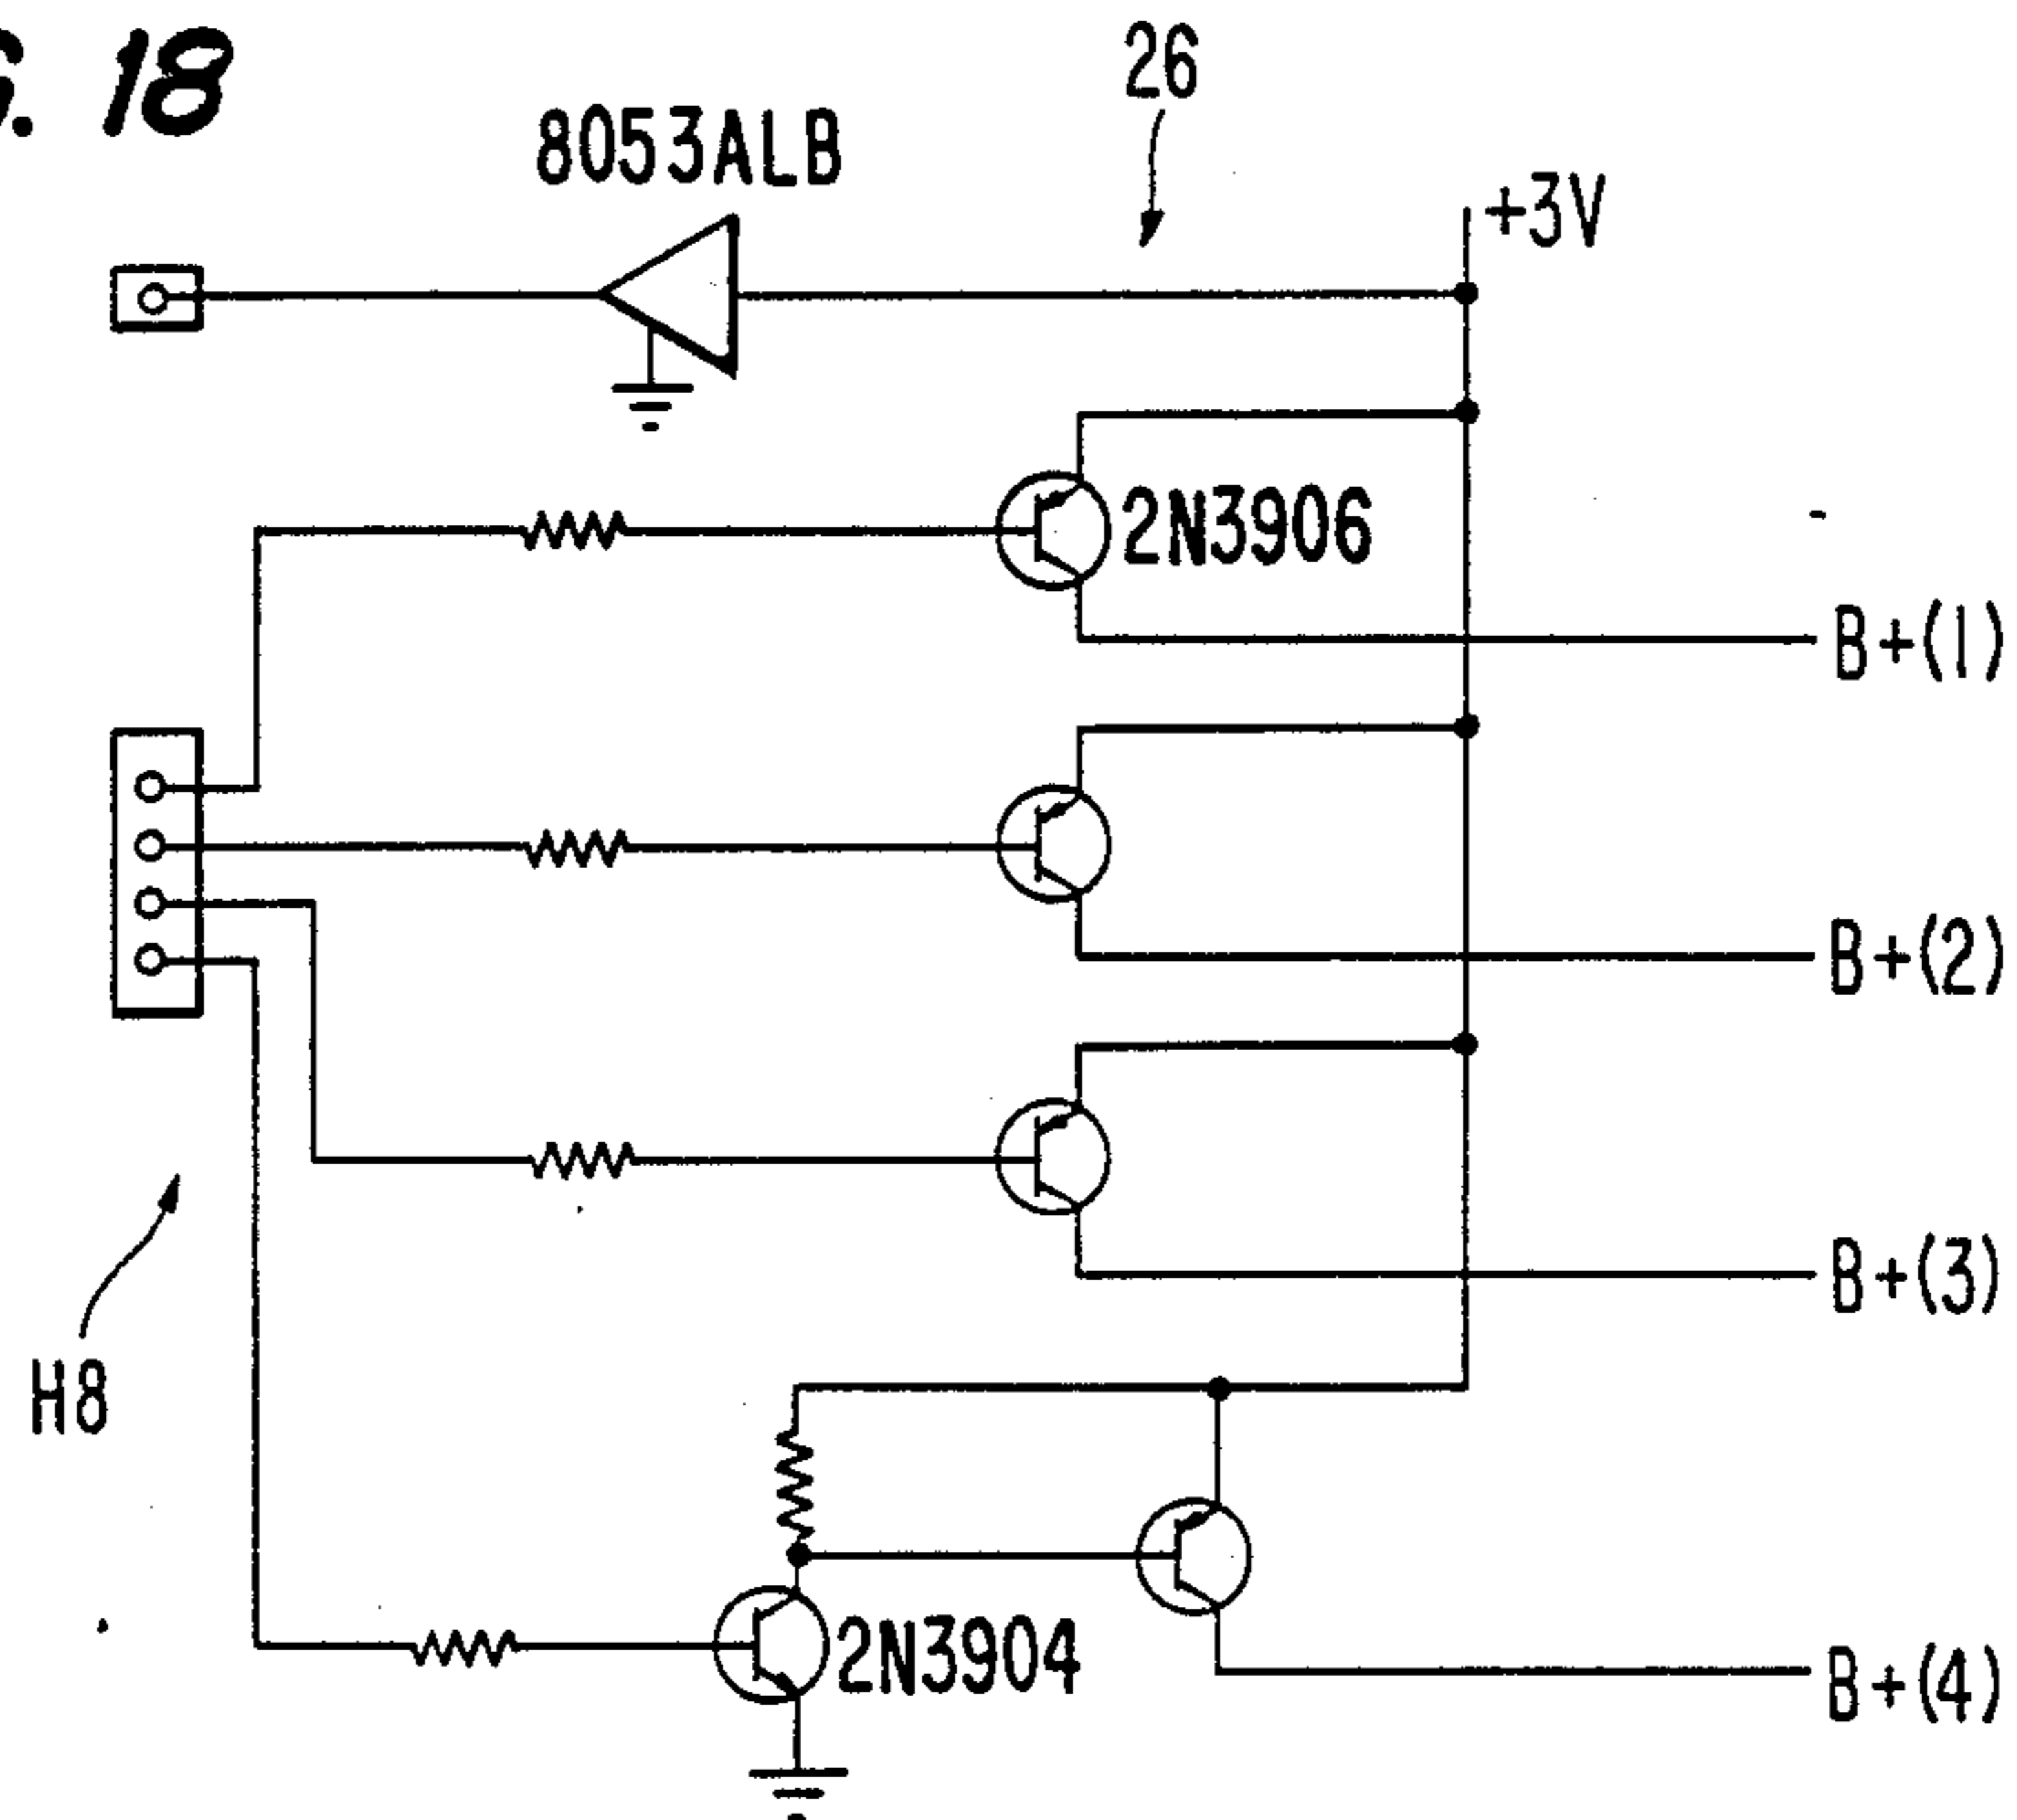 . 18
26
8053ALB
+3V
2N3906
B+(1)
B+(2)
B+(3)
H8
2N3904
B+(4)